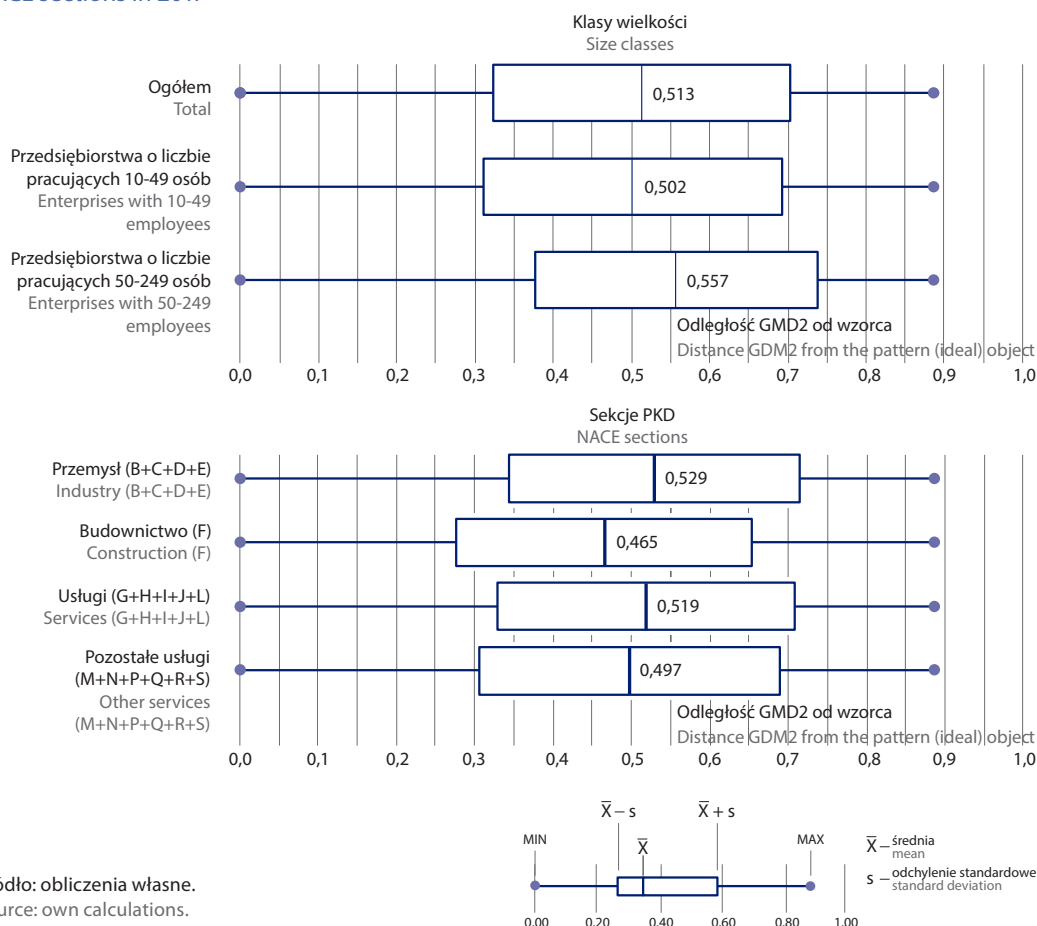 Klasy wielkości
Size classes
Ogółem
Total
0,513
Przedsiębiorstwa o liczbie
pracujących 10-49 osób
Enterprises with 10-49
employees
0,502
Przedsiębiorstwa o liczbie
pracujących 50-249 osób
Enterprises with 50-249
employees
0,557
Odległość GMD2 od wzorca
Distance GDM2 from the pattern (ideal) object
0,0 0,1 0,2 0,3 0,4 0,5 0,6 0,7 0,8 0,9 1,0
Sekcje PKD
NACE sections
Przemysł (B+C+D+E)
Industry (B+C+D+E)
0,529
Budownictwo (F)
Construction (F)
0,465
Usługi (G+H+I+J+L)
Services (G+H+I+J+L)
0,519
Pozostałe usługi
(M+N+P+Q+R+S)
Other services
(M+N+P+Q+R+S)
0,497
Odległość GMD2 od wzorca
Distance GDM2 from the pattern (ideal) object
0,0 0,1 0,2 0,3 0,4 0,5 0,6 0,7 0,8 0,9 1,0
X̅ – s X̅ + s
MIN X̅ MAX
X̅ – średnia
mean
s – odchylenie standardowe
standard deviation
0.00 0.20 0.40 0.60 0.80 1.00
ódło: obliczenia własne.
urce: own calculations.